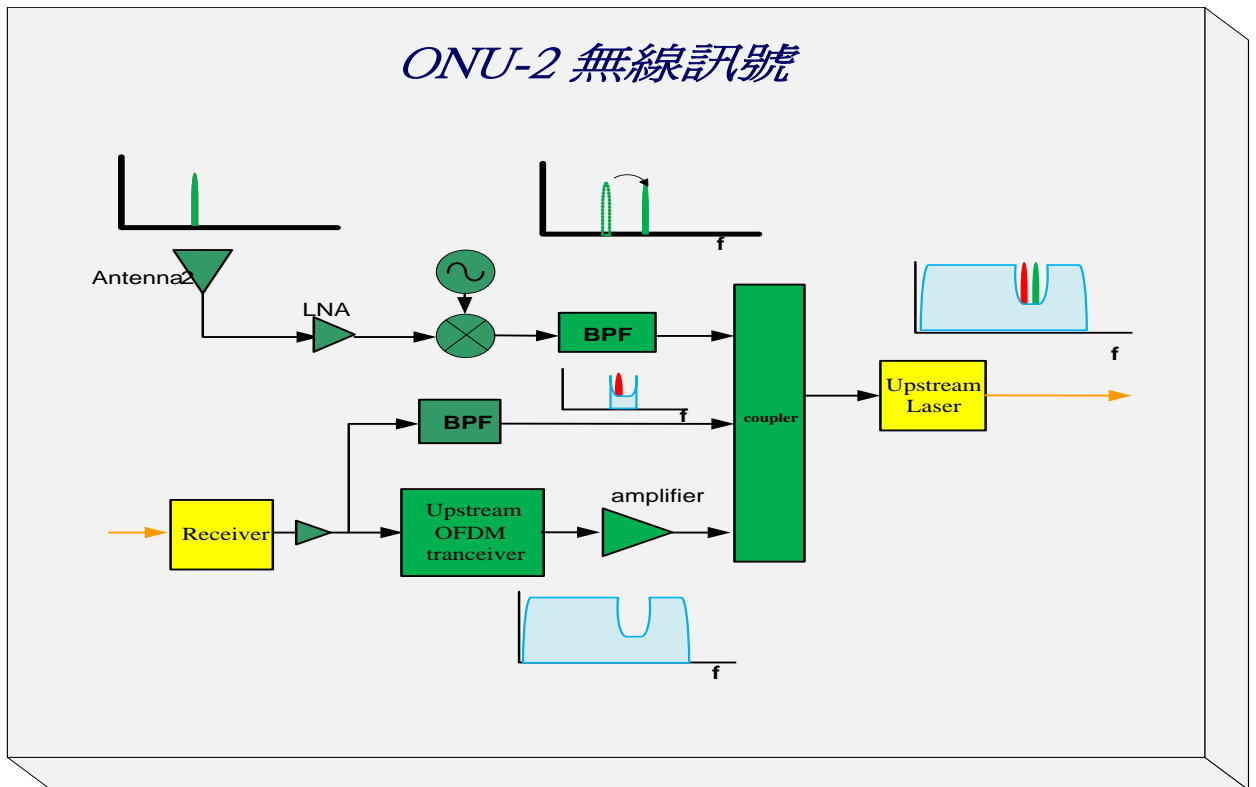 ONU-2 無線訊號
f
Antenna2
LNA
BPF
f
f
BPF
coupler
Upstream
Laser
amplifier
Receiver
Upstream
OFDM
tranceiver
f